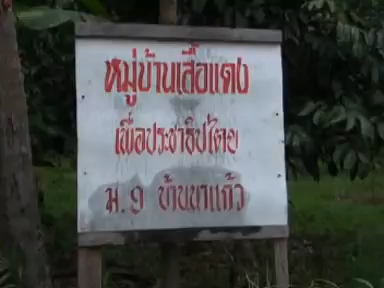 หมู่บ้านเสื้อแดง
เพื่อประชาธิปไตย
ม.๑ บ้านนาแก้ว